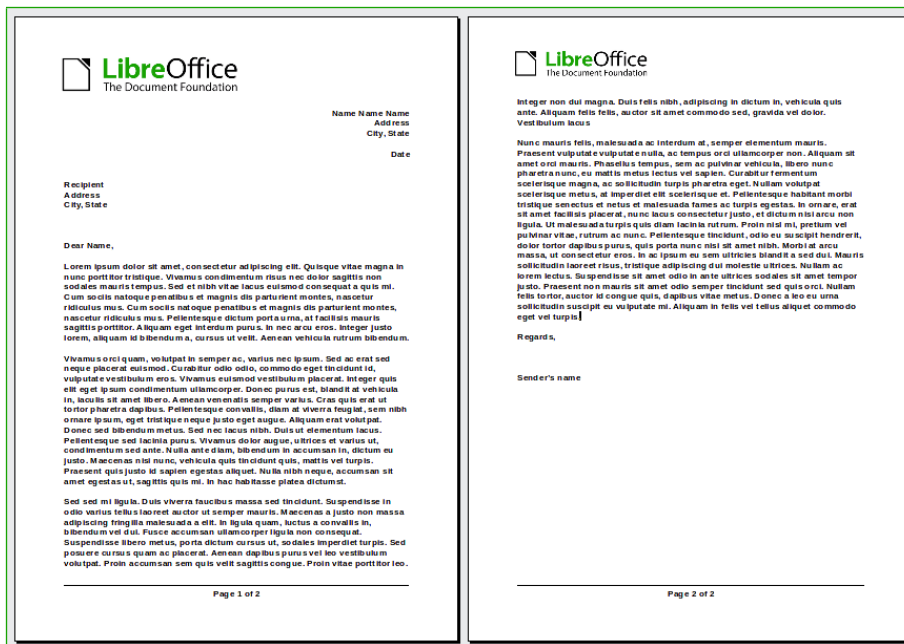 LibreOffice
The Document Foundation
Name Name Name
Address
City, State
Date
Recipient
Address
City, State
Dear Name,
Lorem ipsum dolor sit amet, consectetur adipiscing elit. Quisque vitae magna in
nunc porttitor tristique. Vivamus condimentum risus nec dolor sagittis non
sodales mauris tempus. Sed et nibh vitae lacus euismod consequat a quis mi.
Cum sociis natoque penatibus et magnis dis parturient montes, nascetur
ridiculus mus. Cum sociis natoque penatibus et magnis dis parturient montes,
nascetur ridiculus mus. Pellentesque dictum porta urna, at facilisis mauris
sagittis porttitor. Aliquam eget interdum purus. In nec arcu eros. Integer justo
lorem, aliquam id bibendum a, cursus ut velit. Aenean vehicula rutrum bibendum.
Vivamus orci quam, volutpat in semper ac, varius nec ipsum. Sed ac erat sed
neque placerat euismod. Curabitur odio odio, commodo eget tincidunt id,
vulputate vestibulum eros. Vivamus euismod vestibulum placerat. Integer quis
elit eget ipsum condimentum ullamcorper. Donec purus est, blandit at vehicula
in, iaculis sit amet libero. Aenean venenatis semper varius. Cras quis erat ut
tortor pharetra dapibus. Pellentesque convallis, diam at viverra feugiat, sem nibh
ornare ipsum, eget tristique neque justo eget augue. Aliquam erat volutpat.
Donec sed bibendum metus. Sed nec lacus nibh. Duis ut elementum lacus.
Pellentesque sed lacinia purus. Vivamus dolor augue, ultrices et varius ut,
condimentum sed ante. Nulla ante diam, bibendum in accumsan in, dictum eu
justo. Maecenas nisi nunc, vehicula quis tincidunt quis, mattis vel turpis.
Praesent quis justo id sapien egestas aliquet. Nulla nibh neque, accumsan sit
amet egestas ut, sagittis quis mi. In hac habitasse platea dictumst.
Sed sed mi ligula. Duis viverra faucibus massa sed tincidunt. Suspendisse in
odio varius tellus laoreet auctor ut semper mauris. Maecenas a justo non massa
adipiscing fringilla malesuada a elit. In ligula quam, luctus a convallis in,
bibendum vel dui. Fusce accumsan ullamcorper ligula non consequat.
Suspendisse libero metus, porta dictum cursus ut, sodales imperdiet turpis. Sed
posuere cursus quam ac placerat. Aenean dapibus purus vel leo vestibulum
volutpat. Proin accumsan sem quis velit sagittis congue. Proin vitae porttitor leo.
Page 1 of 2
LibreOffice
The Document Foundation
Integer non dui magna. Duis felis nibh, adipiscing in dictum in, vehicula quis
ante. Aliquam felis felis, auctor sit amet commodo sed, gravida vel dolor.
Vestibulum lacus
Nunc mauris felis, malesuada ac interdum at, semper elementum mauris.
Praesent vulputate vulputate nulla, ac tempus orci ullamcorper non. Aliquam sit
amet orci mauris. Phasellus tempus, sem ac pulvinar vehicula, libero nunc
pharetra nunc, eu mattis metus lectus vel sapien. Curabitur fermentum
scelerisque magna, ac sollicitudin turpis pharetra eget. Nullam volutpat
scelerisque metus, at imperdiet elit scelerisque et. Pellentesque habitant morbi
tristique senectus et netus et malesuada fames ac turpis egestas. In ornare, erat
sit amet facilisis placerat, nunc lacus consectetur justo, et dictum nisi arcu non
ligula. Ut malesuada turpis quis diam lacinia rutrum. Proin nisl mi, pretium vel
pulvinar vitae, rutrum ac nunc. Pellentesque tincidunt, odio eu suscipit hendrerit,
dolor tortor dapibus purus, quis porta nunc nisi sit amet nibh. Morbi at arcu
massa, ut consectetur eros. In ac ipsum eu sem ultricies blandit a sed dui. Mauris
sollicitudin laoreet risus, tristique adipiscing dui molestie ultrices. Nullam ac
lorem lectus. Suspendisse sit amet odio in ante ultrices sodales sit amet tempor
justo. Praesent non mauris sit amet odio semper tincidunt sed quis orci. Nullam
felis tortor, auctor id congue quis, dapibus vitae metus. Donec a leo eu urna
sollicitudin suscipit eu vulputate mi. Aliquam in felis vel tellus aliquet commodo
eget vel turpis
Regards,
Sender's name
Page 2 of 2